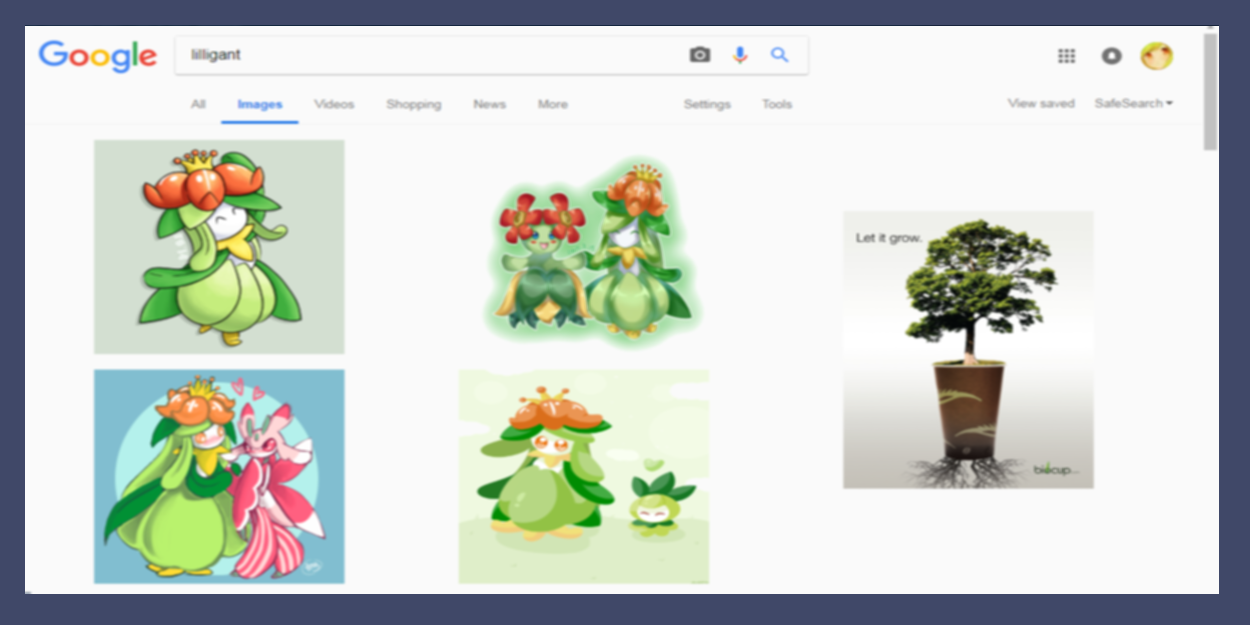 Google lilligant
All Images Videos Shopping News More Settings Tools View saved SafeSearch
Let it grow.
biocup...